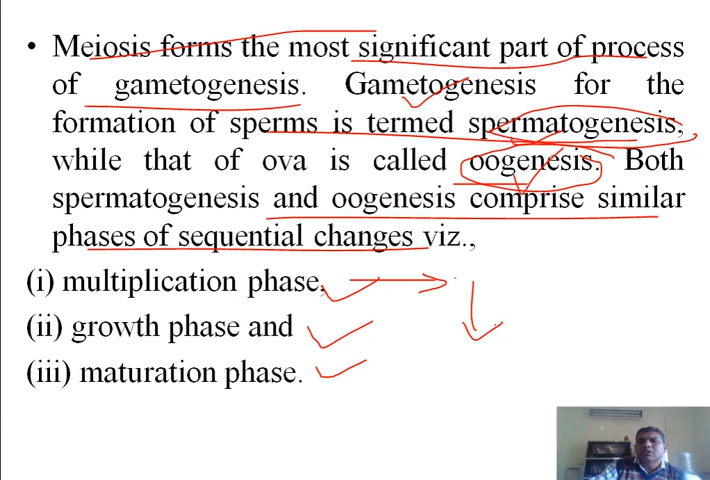 • Meiosis forms the most significant part of process
of gametogenesis. Gametogenesis for the
formation of sperms is termed spermatogenesis,
while that of ova is called oogenesis. Both
spermatogenesis and oogenesis comprise similar
phases of sequential changes viz.,
(i) multiplication phase,
(ii) growth phase and
(iii) maturation phase.